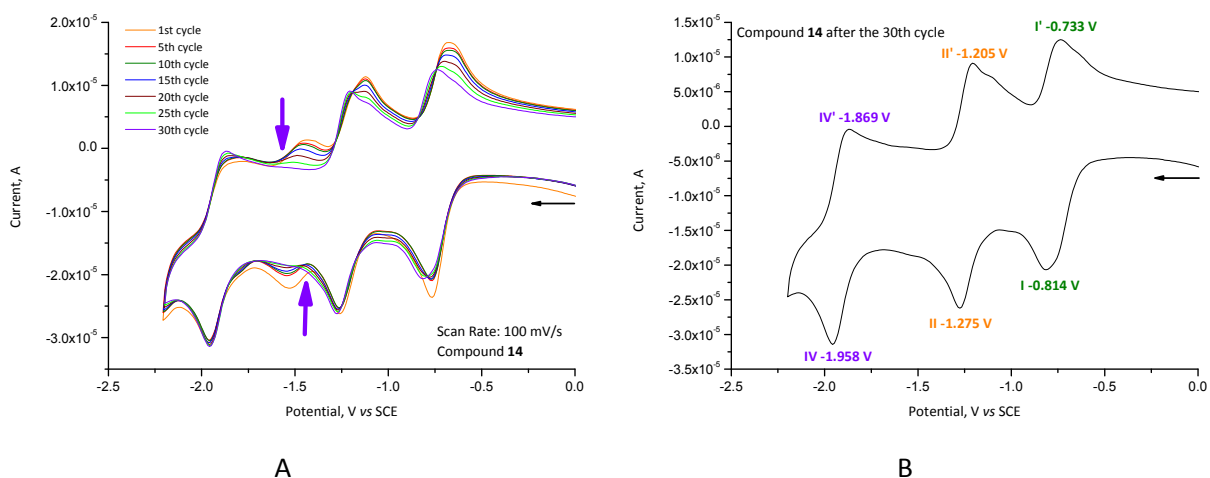 2.0x10⁻⁵
1.0x10⁻⁵
0.0
-1.0x10⁻⁵
-2.0x10⁻⁵
-3.0x10⁻⁵
Current, A
1st cycle
5th cycle
10th cycle
15th cycle
20th cycle
25th cycle
30th cycle
Scan Rate: 100 mV/s
Compound 14
-2.5 -2.0 -1.5 -1.0 -0.5 0.0
Potential, V vs SCE
A
1.5x10⁻⁵
1.0x10⁻⁵
5.0x10⁻⁶
0.0
-5.0x10⁻⁶
-1.0x10⁻⁵
-1.5x10⁻⁵
-2.0x10⁻⁵
-2.5x10⁻⁵
-3.0x10⁻⁵
-3.5x10⁻⁵
Current, A
Compound 14 after the 30th cycle
I' -0.733 V
II' -1.205 V
IV' -1.869 V
I -0.814 V
II -1.275 V
IV -1.958 V
-2.5 -2.0 -1.5 -1.0 -0.5 0.0
Potential, V vs SCE
B